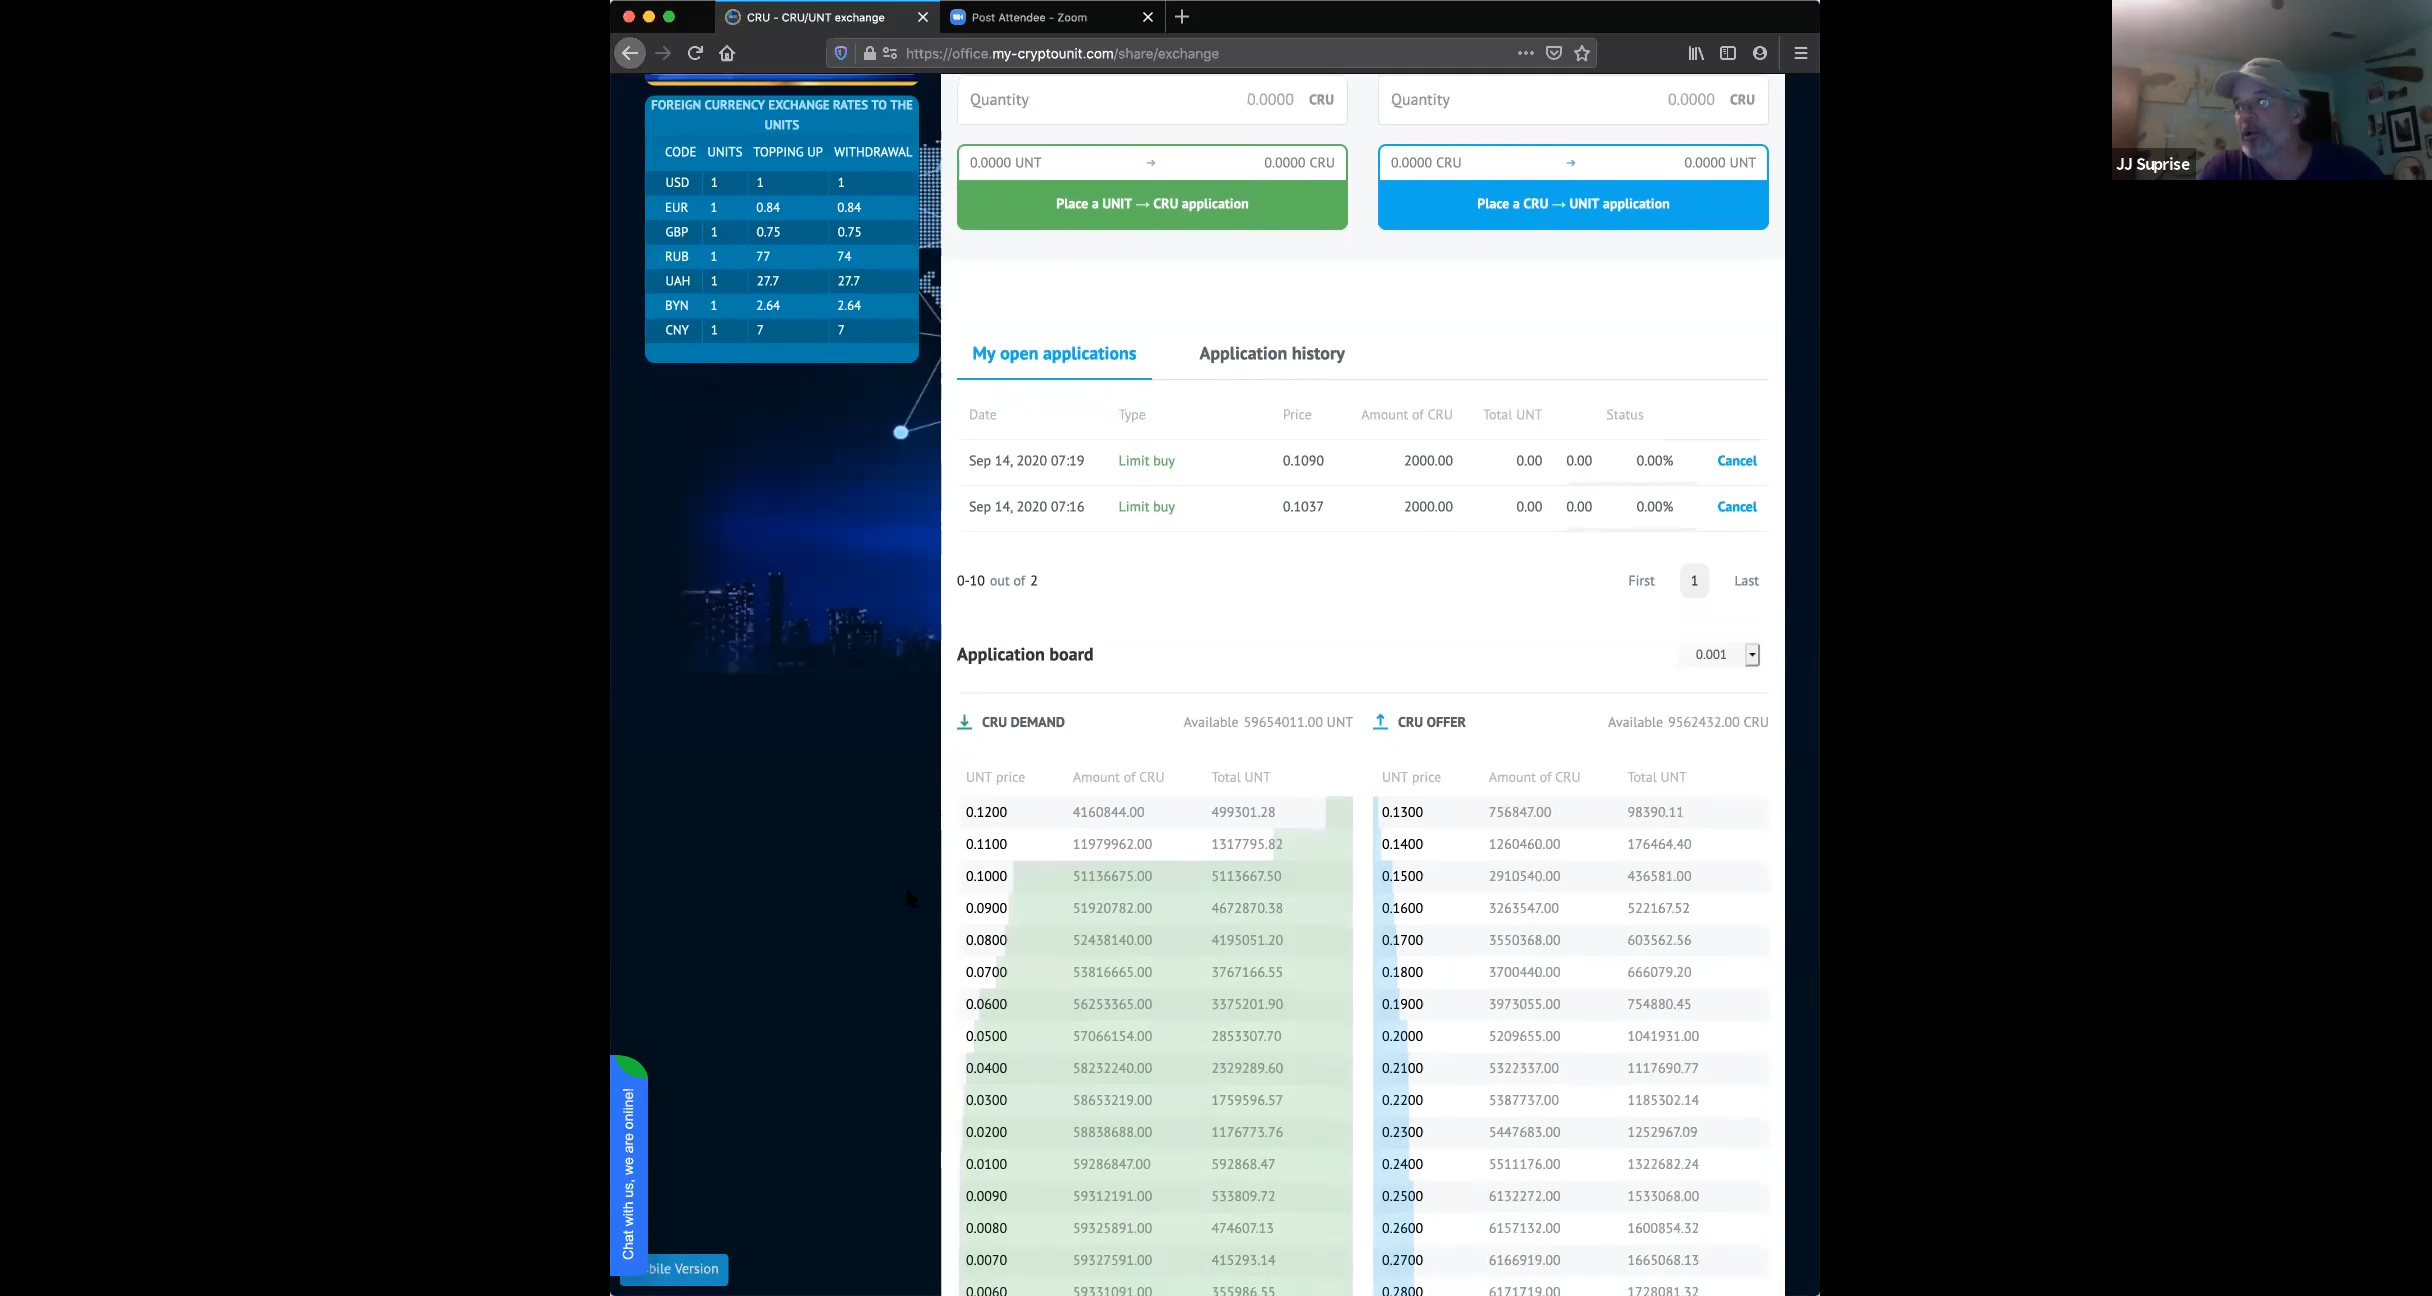 CRU - CRU/UNT exchange
Post Attendee - Zoom
https://office.my-cryptounit.com/share/exchange
JJ Suprise
FOREIGN CURRENCY EXCHANGE RATES TO THE
UNITS
CODE UNITS TOPPING UP WITHDRAWAL
USD 1 1 1
EUR 1 0.84 0.84
GBP 1 0.75 0.75
RUB 1 77 74
UAH 1 27.7 27.7
BYN 1 2.64 2.64
CNY 1 7 7
Quantity 0.0000 CRU
Quantity 0.0000 CRU
0.0000 UNT → 0.0000 CRU
0.0000 CRU → 0.0000 UNT
Place a UNIT → CRU application
Place a CRU → UNIT application
My open applications Application history
Date Type Price Amount of CRU Total UNT Status
Sep 14, 2020 07:19 Limit buy 0.1090 2000.00 0.00 0.00 0.00% Cancel
Sep 14, 2020 07:16 Limit buy 0.1037 2000.00 0.00 0.00 0.00% Cancel
0-10 out of 2 First 1 Last
Application board 0.001
CRU DEMAND Available 59654011.00 UNT
UNT price Amount of CRU Total UNT
0.1200 4160844.00 499301.28
0.1100 11979962.00 1317795.82
0.1000 51136675.00 5113667.50
0.0900 51920782.00 4672870.38
0.0800 52438140.00 4195051.20
0.0700 53816665.00 3767166.55
0.0600 56253365.00 3375201.90
0.0500 57066154.00 2853307.70
0.0400 58232240.00 2329289.60
0.0300 58653219.00 1759596.57
0.0200 58838688.00 1176773.76
0.0100 59286847.00 592868.47
0.0090 59312191.00 533809.72
0.0080 59325891.00 474607.13
0.0070 59327591.00 415293.14
0.0060 59331091.00 355986.55
CRU OFFER Available 9562432.00 CRU
UNT price Amount of CRU Total UNT
0.1300 756847.00 98390.11
0.1400 1260460.00 176464.40
0.1500 2910540.00 436581.00
0.1600 3263547.00 522167.52
0.1700 3550368.00 603562.56
0.1800 3700440.00 666079.20
0.1900 3973055.00 754880.45
0.2000 5209655.00 1041931.00
0.2100 5322337.00 1117690.77
0.2200 5387737.00 1185302.14
0.2300 5447683.00 1252967.09
0.2400 5511176.00 1322682.24
0.2500 6132272.00 1533068.00
0.2600 6157132.00 1600854.32
0.2700 6166919.00 1665068.13
0.2800 6171719.00 1728081.32
Chat with us, we are online!
bile Version